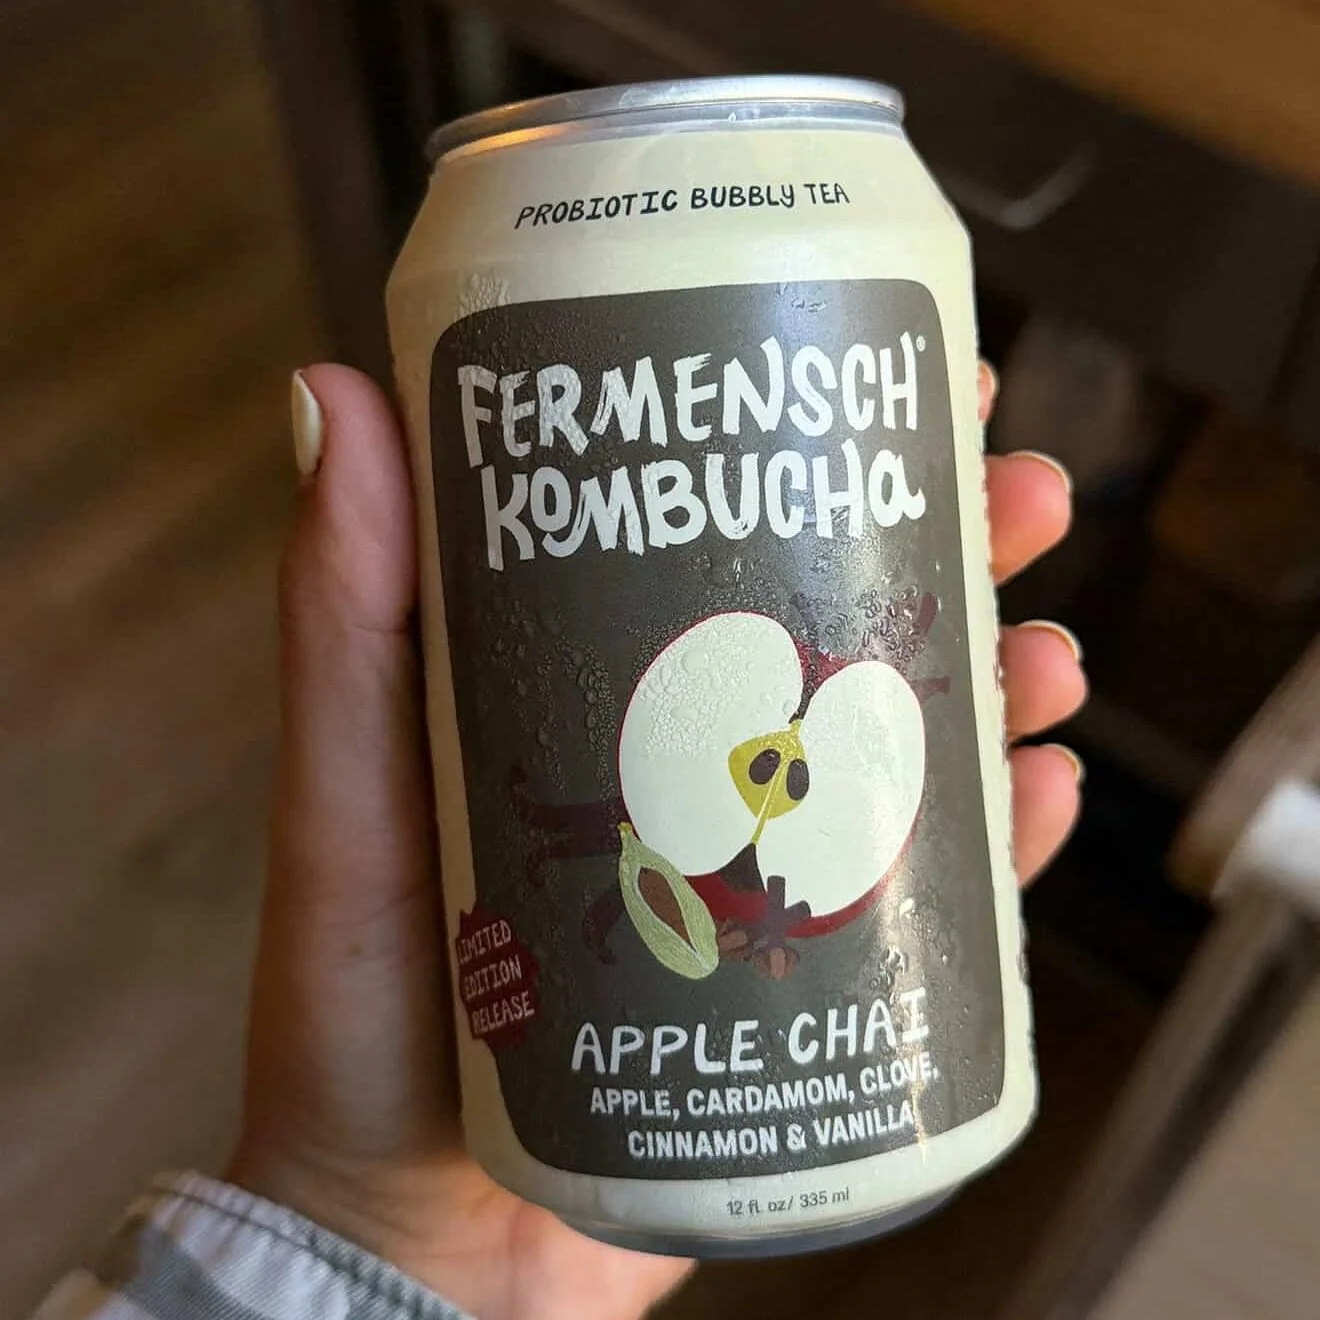 PROBIOTIC BUBBLY TEA
FERMENSCH®
KOMBUCHA
LIMITED
EDITION
RELEASE
APPLE CHAI
APPLE, CARDAMOM, CLOVE,
CINNAMON & VANILLA
12 ft. oz/ 335 ml